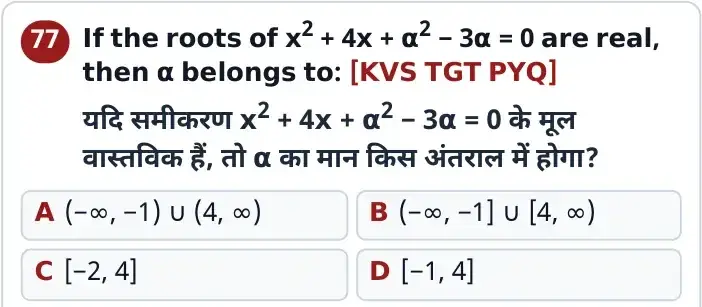 77 If the roots of x² + 4x + α² − 3α = 0 are real,
then α belongs to: [KVS TGT PYQ]
यदि समीकरण x² + 4x + α² − 3α = 0 के मूल
वास्तविक हैं, तो α का मान किस अंतराल में होगा?
A (−∞, −1) ∪ (4, ∞)
B (−∞, −1] ∪ [4, ∞)
C [−2, 4]
D [−1, 4]